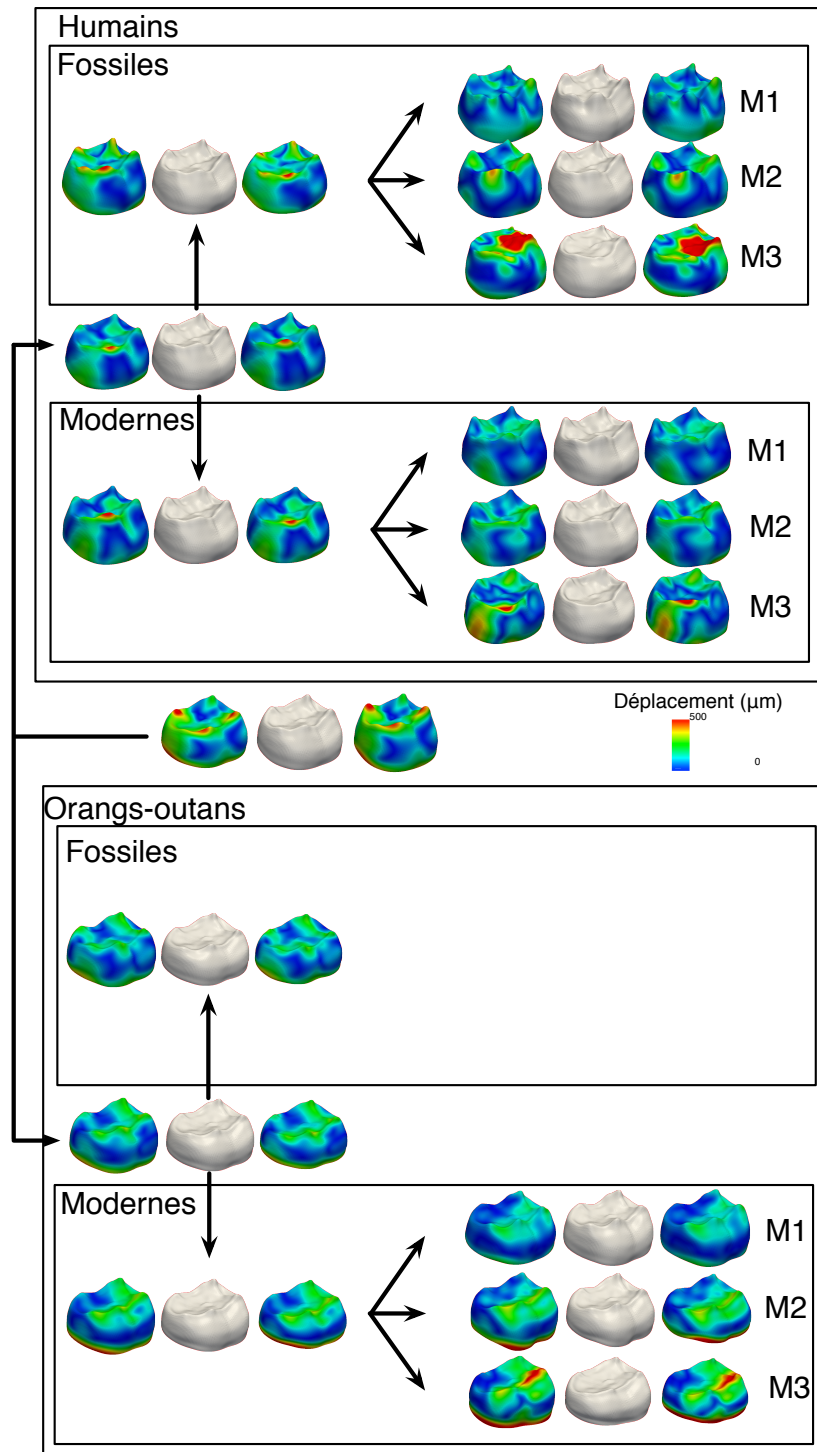 Humains
Fossiles
M1
M2
M3
Modernes
M1
M2
M3
Déplacement (μm)
500
0
Orangs-outans
Fossiles
Modernes
M1
M2
M3